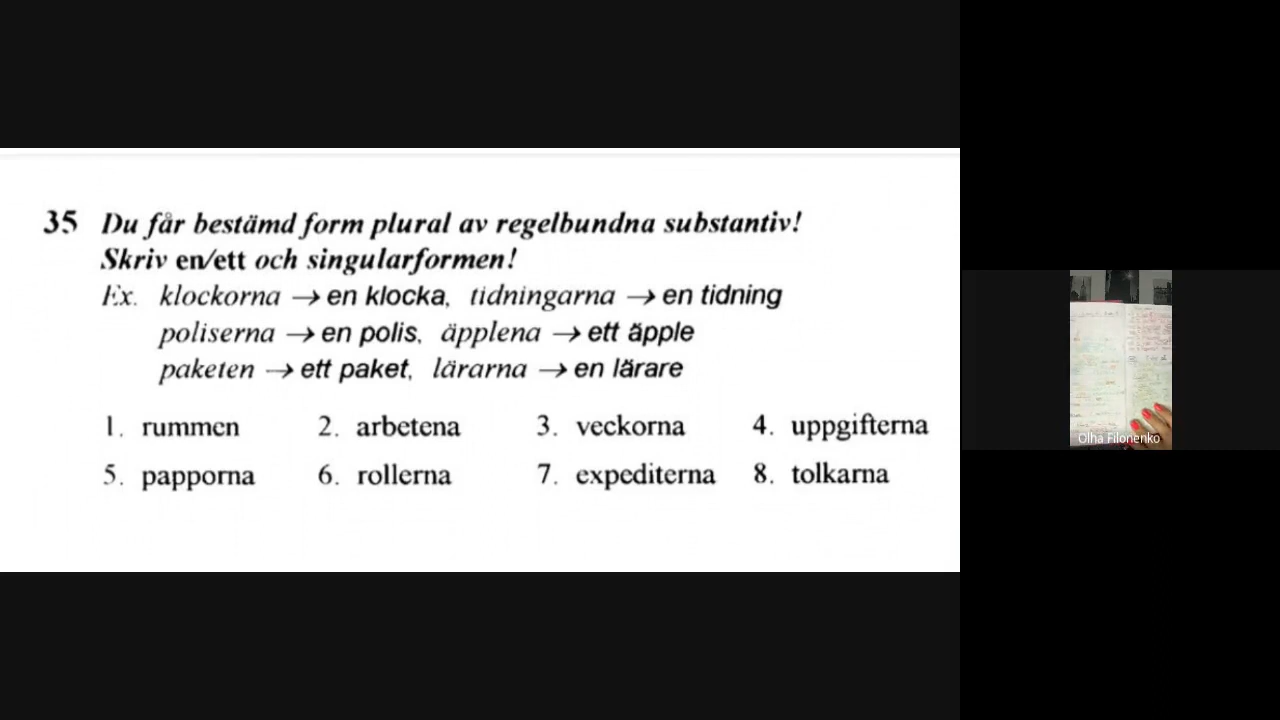 35 Du får bestämd form plural av regelbundna substantiv!
Skriv en/ett och singularformen!
Ex. klockorna → en klocka, tidningarna → en tidning
poliserna → en polis, äpplena → ett äpple
paketen → ett paket, lärarna → en lärare
1. rummen 2. arbetena 3. veckorna 4. uppgifterna
5. papporna 6. rollerna 7. expediterna 8. tolkarna
Olha Filonenko